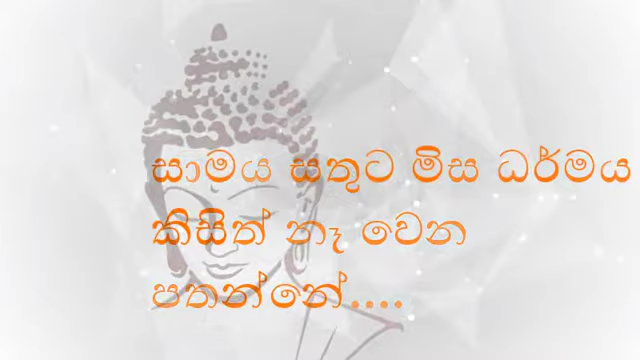 සාමය සතුට මිස ධර්මය
කිසිත් නෑ වෙන
පතන්නේ....